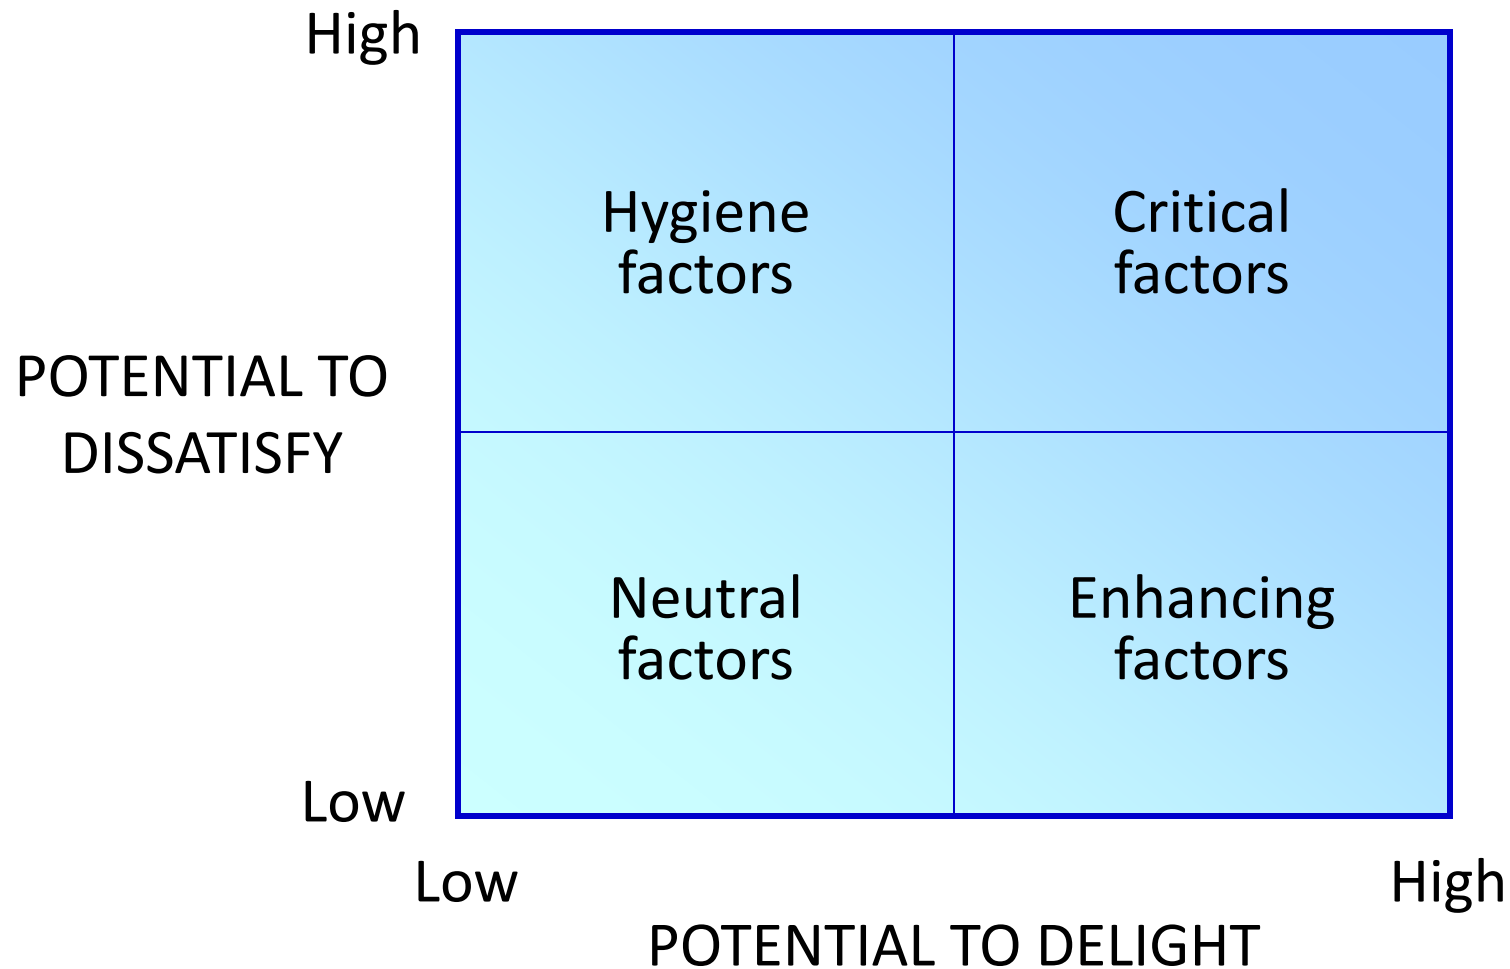 High
Hygiene
factors
Critical
factors
POTENTIAL TO
DISSATISFY
Neutral
factors
Enhancing
factors
Low
Low
High
POTENTIAL TO DELIGHT